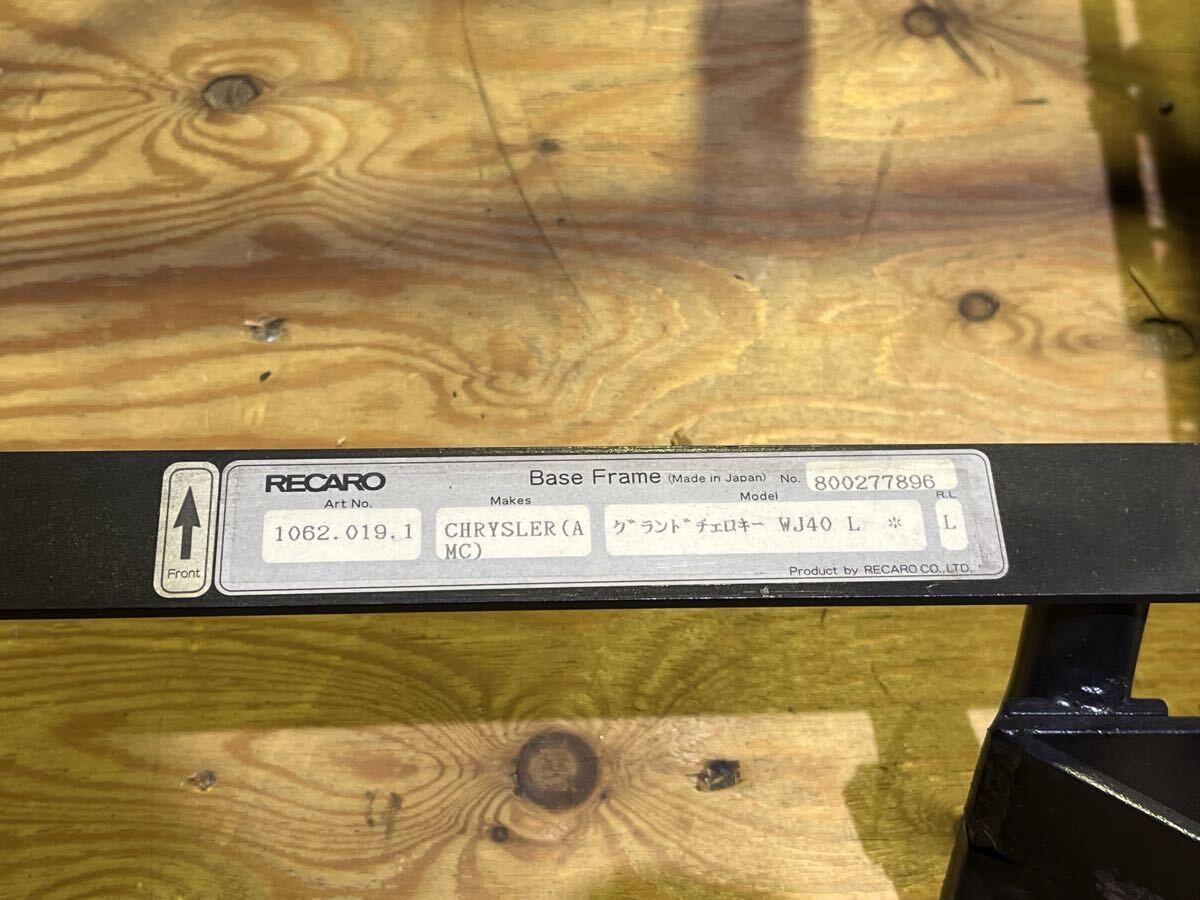 RECARO Base Frame (Made in Japan) No. 800277896
Art No. Makes Model R.L
1062.019.1 CHRYSLER(A グランドチェロキー WJ40 L * L
MC)
Front
Product by RECARO CO.,LTD.